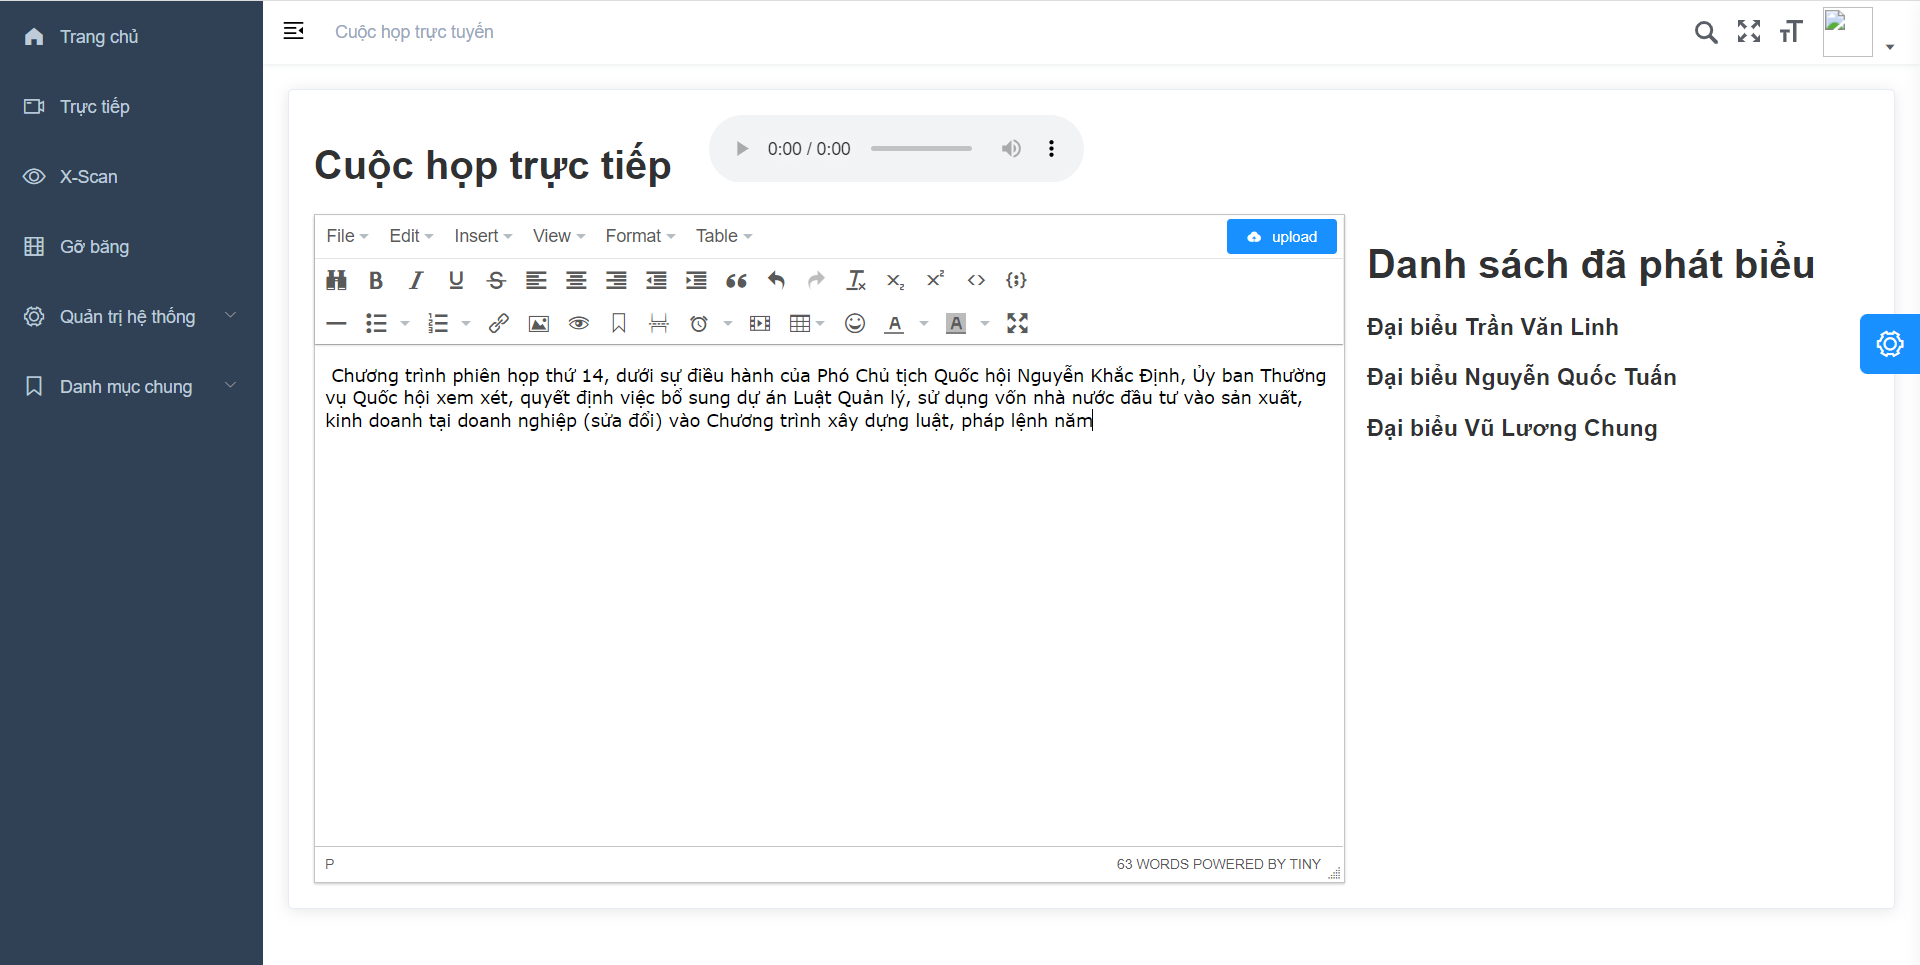 Trang chủ
Trực tiếp
X-Scan
Gỡ băng
Quản trị hệ thống
Danh mục chung
Cuộc họp trực tuyến
Cuộc họp trực tiếp
0:00 / 0:00
File Edit Insert View Format Table
upload
Chương trình phiên họp thứ 14, dưới sự điều hành của Phó Chủ tịch Quốc hội Nguyễn Khắc Định, Ủy ban Thường
vụ Quốc hội xem xét, quyết định việc bổ sung dự án Luật Quản lý, sử dụng vốn nhà nước đầu tư vào sản xuất,
kinh doanh tại doanh nghiệp (sửa đổi) vào Chương trình xây dựng luật, pháp lệnh năm
P
63 WORDS POWERED BY TINY
Danh sách đã phát biểu
Đại biểu Trần Văn Linh
Đại biểu Nguyễn Quốc Tuấn
Đại biểu Vũ Lương Chung